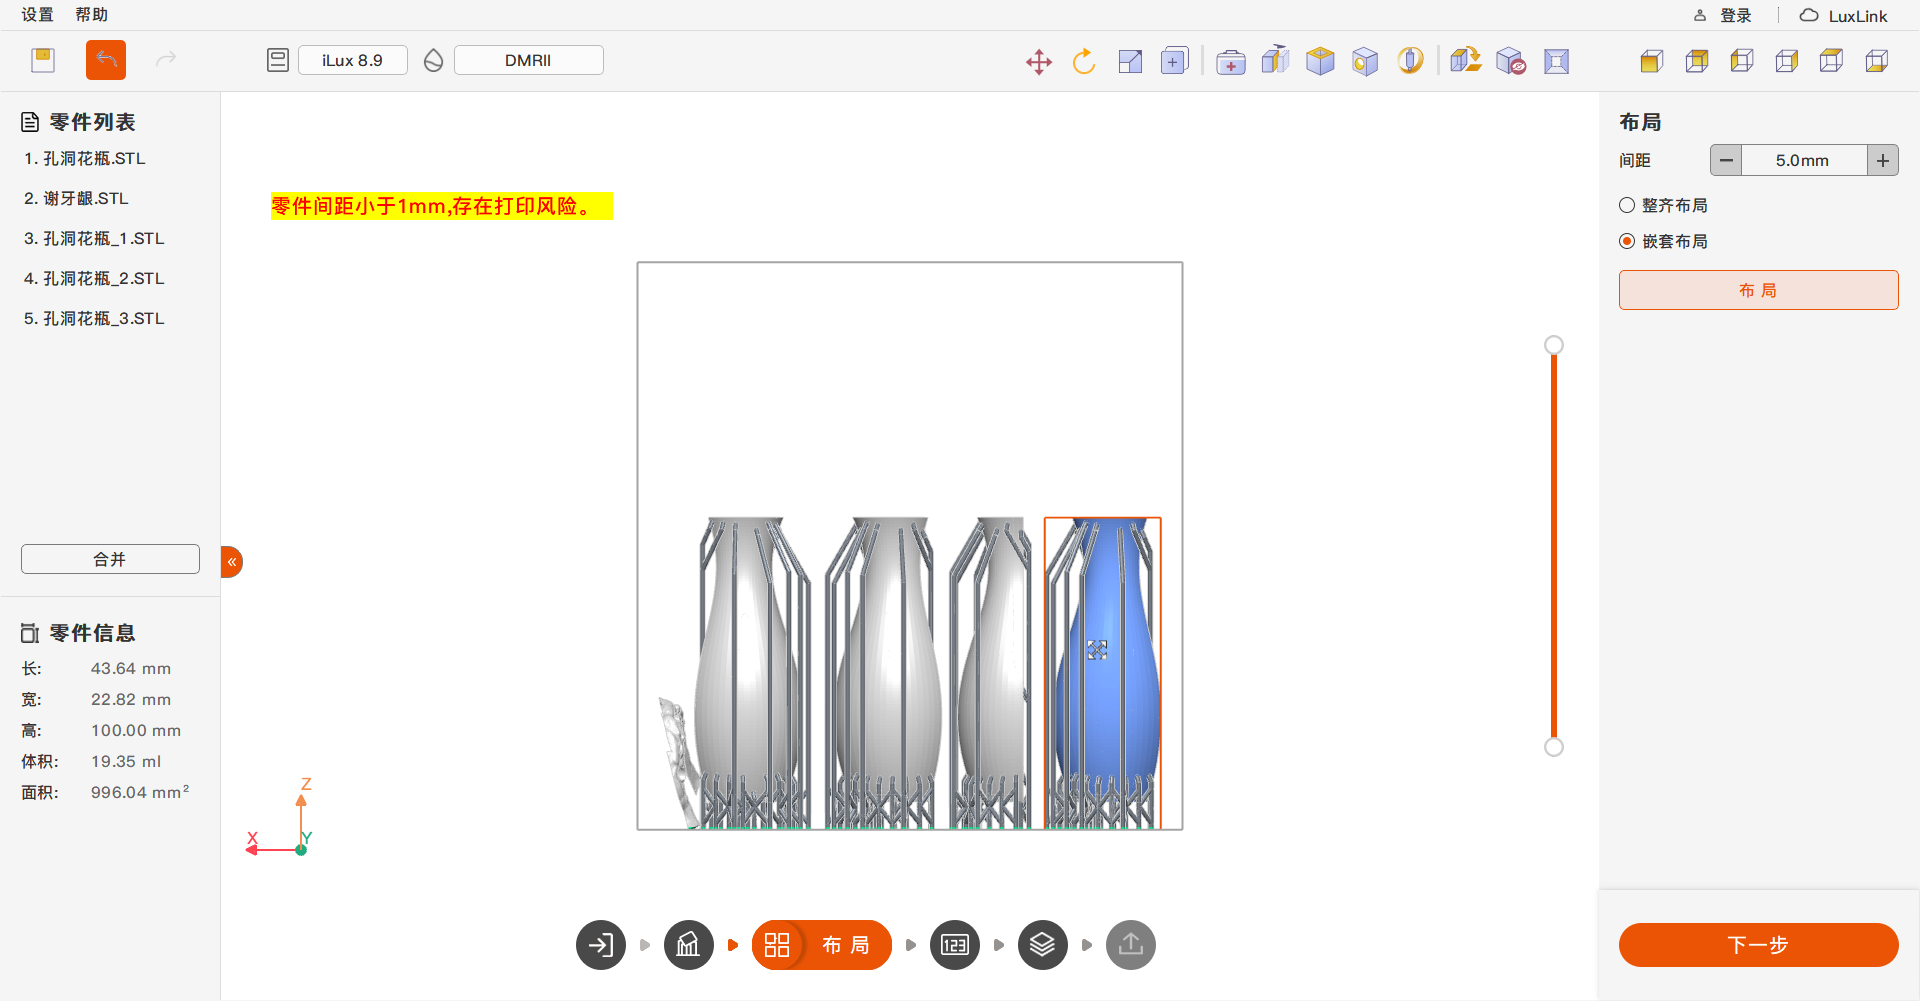 设置 帮助
登录 LuxLink
iLux 8.9 DMRII
零件列表
1. 孔洞花瓶.STL
2. 谢牙龈.STL
3. 孔洞花瓶_1.STL
4. 孔洞花瓶_2.STL
5. 孔洞花瓶_3.STL
合并
«
零件信息
长: 43.64 mm
宽: 22.82 mm
高: 100.00 mm
体积: 19.35 ml
面积: 996.04 mm²
零件间距小于1mm,存在打印风险。
Z
X Y
布局
123
布局
间距 5.0mm
整齐布局
嵌套布局
布局
下一步